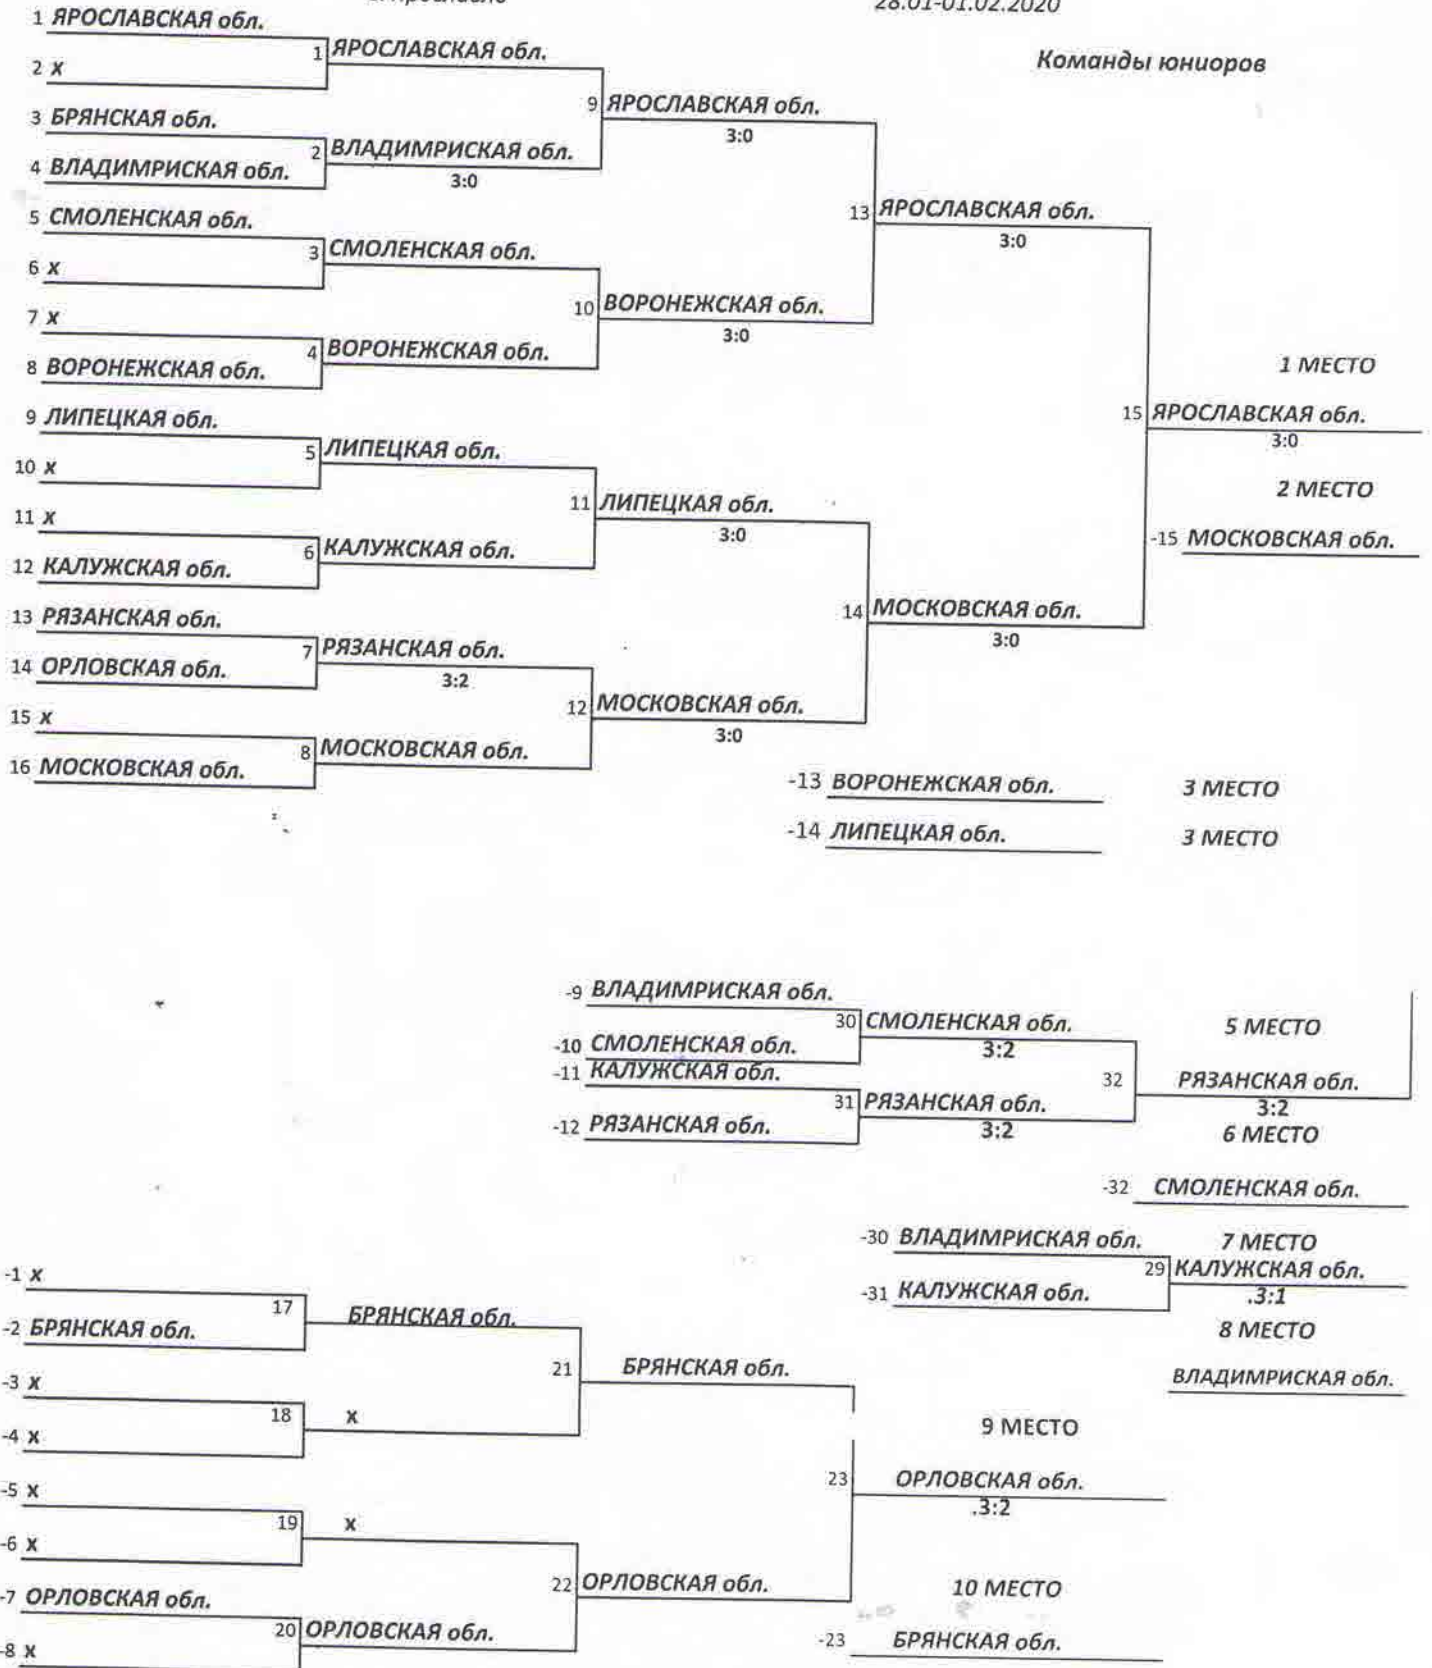 28.01-01.02.2020
Команды юниоров
1 ЯРОСЛАВСКАЯ обл.
2 х
1 ЯРОСЛАВСКАЯ обл.
3 БРЯНСКАЯ обл.
4 ВЛАДИМРИСКАЯ обл.
2 ВЛАДИМРИСКАЯ обл.
3:0
9 ЯРОСЛАВСКАЯ обл.
3:0
5 СМОЛЕНСКАЯ обл.
6 х
3 СМОЛЕНСКАЯ обл.
7 х
8 ВОРОНЕЖСКАЯ обл.
4 ВОРОНЕЖСКАЯ обл.
10 ВОРОНЕЖСКАЯ обл.
3:0
13 ЯРОСЛАВСКАЯ обл.
3:0
9 ЛИПЕЦКАЯ обл.
10 х
5 ЛИПЕЦКАЯ обл.
11 х
12 КАЛУЖСКАЯ обл.
6 КАЛУЖСКАЯ обл.
11 ЛИПЕЦКАЯ обл.
3:0
13 РЯЗАНСКАЯ обл.
14 ОРЛОВСКАЯ обл.
7 РЯЗАНСКАЯ обл.
3:2
15 х
16 МОСКОВСКАЯ обл.
8 МОСКОВСКАЯ обл.
12 МОСКОВСКАЯ обл.
3:0
14 МОСКОВСКАЯ обл.
3:0
1 МЕСТО
15 ЯРОСЛАВСКАЯ обл.
3:0
2 МЕСТО
-15 МОСКОВСКАЯ обл.
-13 ВОРОНЕЖСКАЯ обл. 3 МЕСТО
-14 ЛИПЕЦКАЯ обл. 3 МЕСТО
-9 ВЛАДИМРИСКАЯ обл.
-10 СМОЛЕНСКАЯ обл.
30 СМОЛЕНСКАЯ обл.
3:2
-11 КАЛУЖСКАЯ обл.
-12 РЯЗАНСКАЯ обл.
31 РЯЗАНСКАЯ обл.
3:2
5 МЕСТО
32 РЯЗАНСКАЯ обл.
3:2
6 МЕСТО
-32 СМОЛЕНСКАЯ обл.
-30 ВЛАДИМРИСКАЯ обл.
-31 КАЛУЖСКАЯ обл.
7 МЕСТО
29 КАЛУЖСКАЯ обл.
.3:1
8 МЕСТО
ВЛАДИМРИСКАЯ обл.
-1 х
-2 БРЯНСКАЯ обл.
17 БРЯНСКАЯ обл.
-3 х
-4 х
18 х
21 БРЯНСКАЯ обл.
-5 х
-6 х
19 х
-7 ОРЛОВСКАЯ обл.
-8 х
20 ОРЛОВСКАЯ обл.
22 ОРЛОВСКАЯ обл.
9 МЕСТО
23 ОРЛОВСКАЯ обл.
.3:2
10 МЕСТО
-23 БРЯНСКАЯ обл.